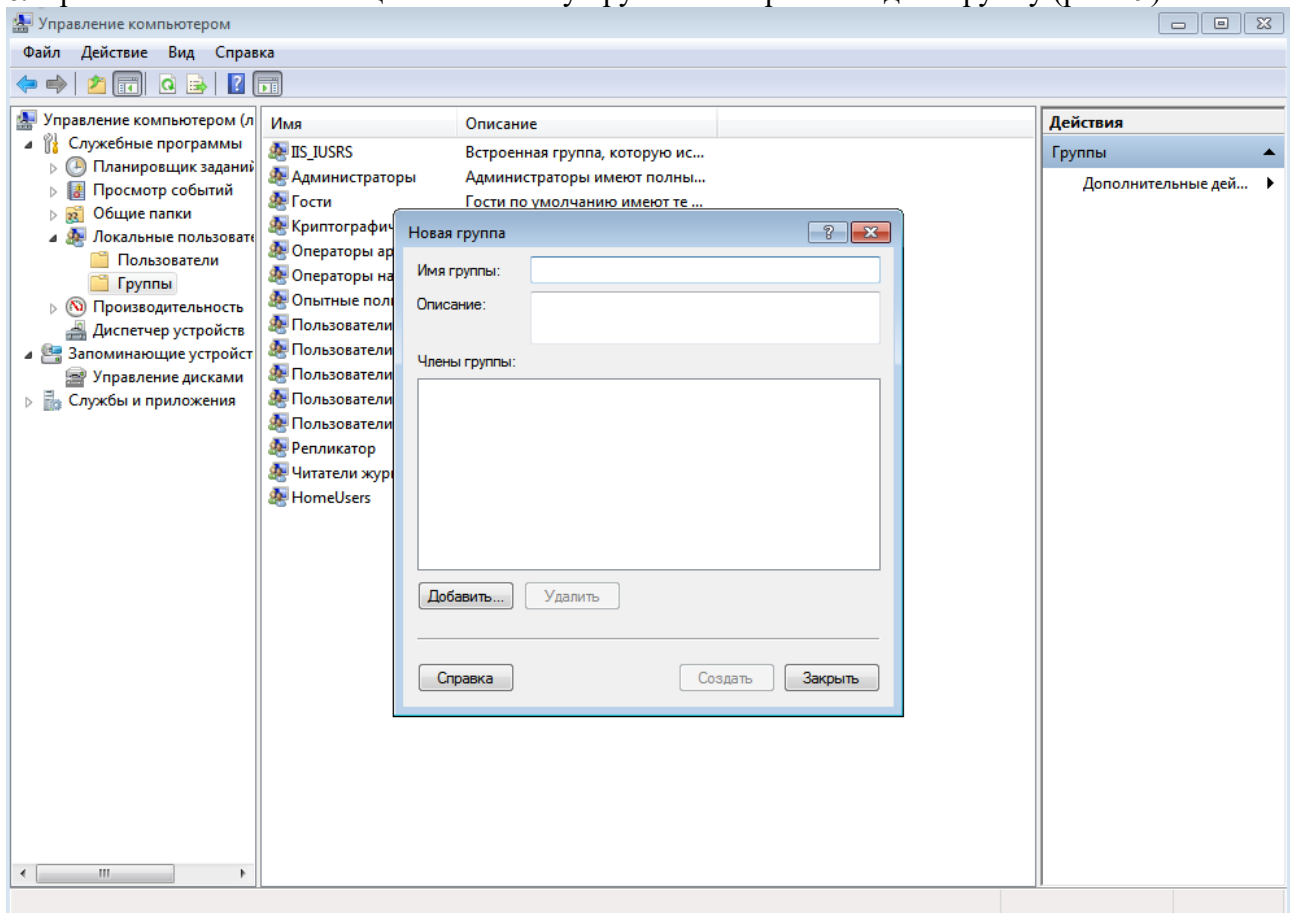 Управление компьютером
Файл Действие Вид Справка
Управление компьютером (л
Служебные программы
Планировщик заданий
Просмотр событий
Общие папки
Локальные пользовате
Пользователи
Группы
Производительность
Диспетчер устройств
Запоминающие устройст
Управление дисками
Службы и приложения
Имя Описание
IIS_IUSRS Встроенная группа, которую ис...
Администраторы Администраторы имеют полны...
Гости Гости по умолчанию имеют те ...
Криптографич
Операторы ар
Операторы на
Опытные поль
Пользователи
Пользователи
Пользователи
Пользователи
Пользователи
Репликатор
Читатели журн
HomeUsers
Новая группа
Имя группы:
Описание:
Члены группы:
Добавить... Удалить
Справка Создать Закрыть
Действия
Группы
Дополнительные дей...